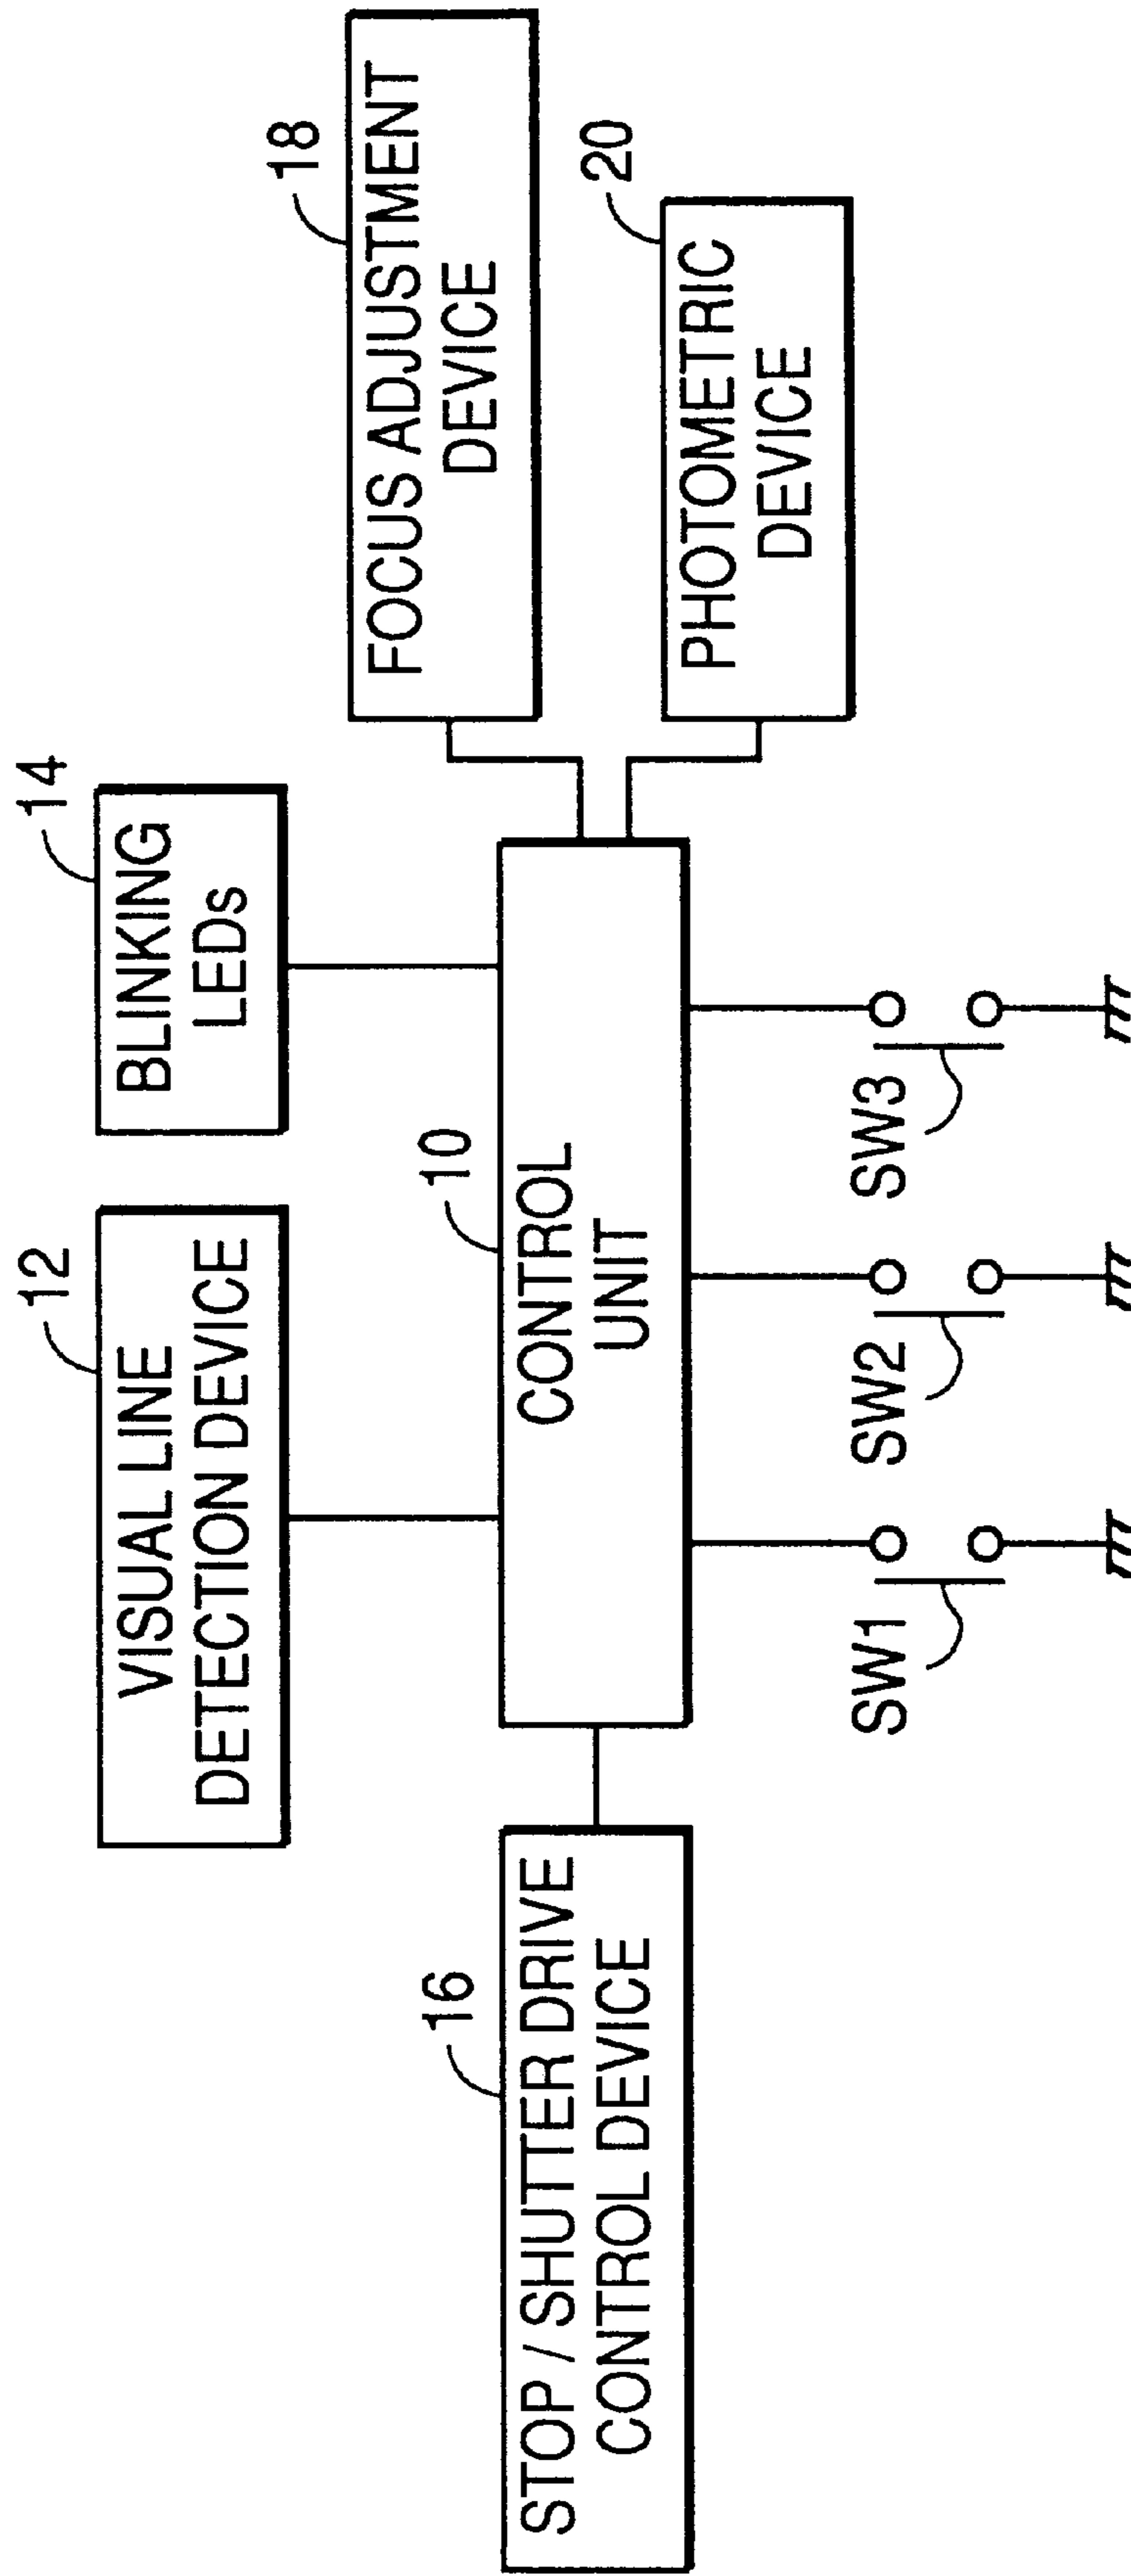 12
VISUAL LINE
DETECTION DEVICE
14
BLINKING
LEDs
16
STOP / SHUTTER DRIVE
CONTROL DEVICE
10
CONTROL
UNIT
18
FOCUS ADJUSTMENT
DEVICE
20
PHOTOMETRIC
DEVICE
SW1
SW2
SW3